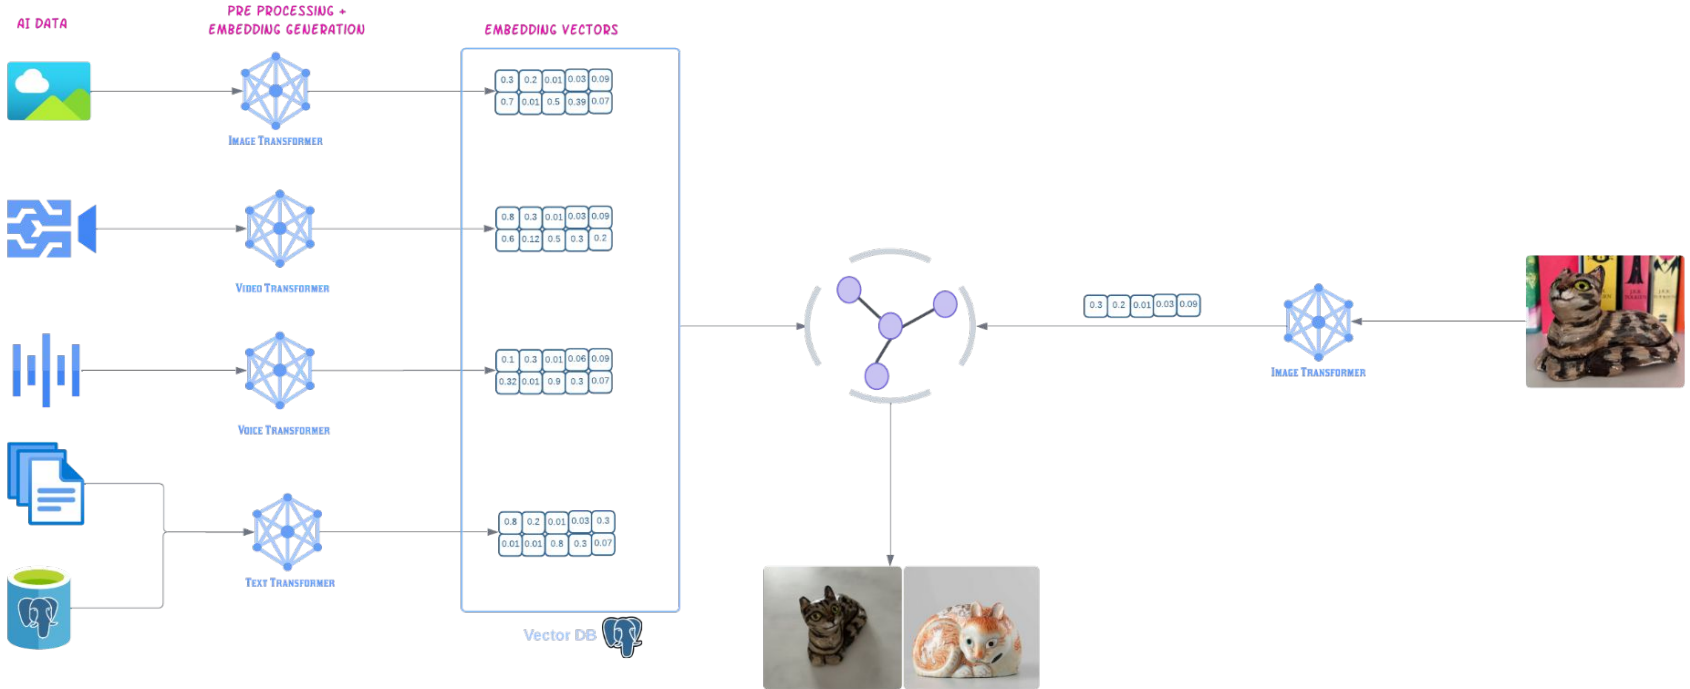 AI DATA
PRE PROCESSING +
EMBEDDING GENERATION
EMBEDDING VECTORS
0.3 0.2 0.01 0.03 0.09
0.7 0.01 0.5 0.39 0.07
IMAGE TRANSFORMER
0.8 0.3 0.01 0.03 0.09
0.6 0.12 0.5 0.3 0.2
VIDEO TRANSFORMER
0.1 0.3 0.01 0.06 0.09
0.32 0.01 0.9 0.3 0.07
VOICE TRANSFORMER
0.8 0.2 0.01 0.03 0.3
0.01 0.01 0.8 0.3 0.07
TEXT TRANSFORMER
Vector DB
0.3 0.2 0.01 0.03 0.09
IMAGE TRANSFORMER